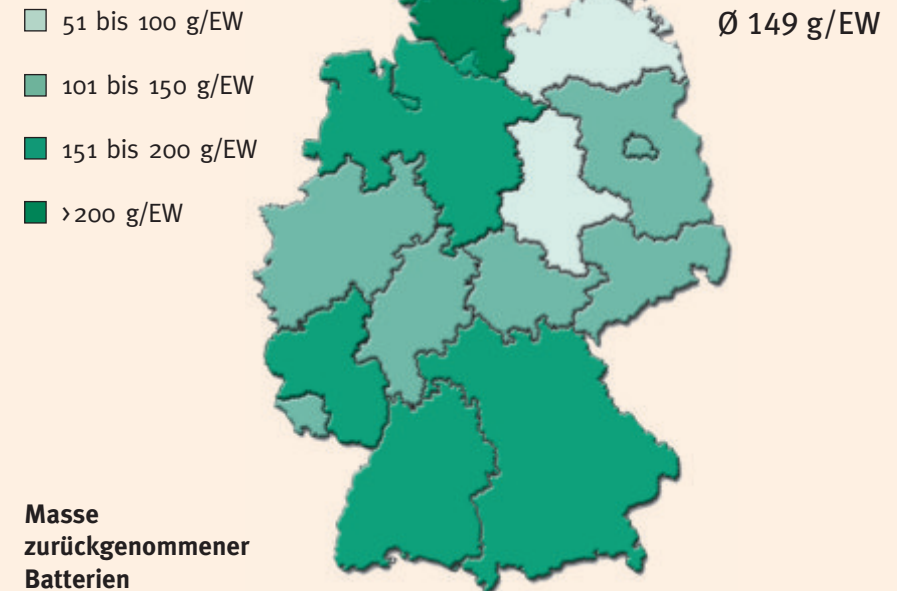 51 bis 100 g/EW
Ø 149 g/EW
101 bis 150 g/EW
151 bis 200 g/EW
>200 g/EW
Masse
zurückgenommener
Batterien